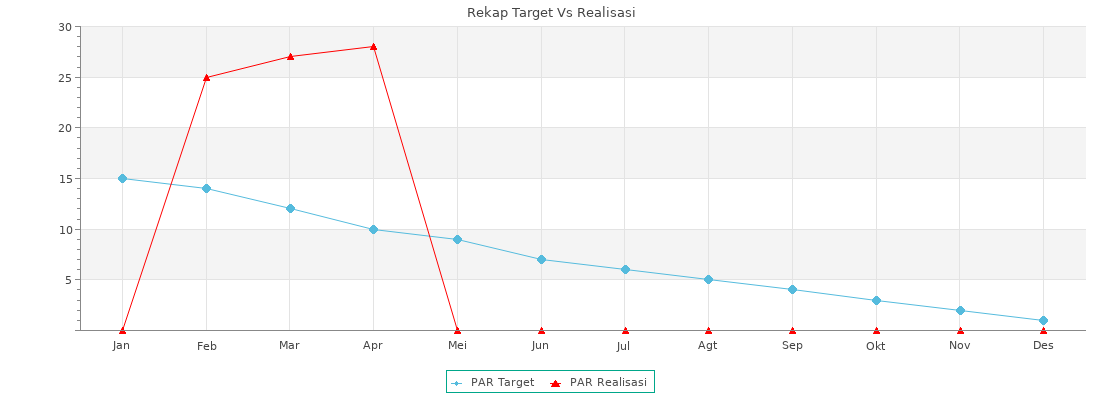 Rekap Target Vs Realisasi
30
25
20
15
10
5
Jan Feb Mar Apr Mei Jun Jul Agt Sep Okt Nov Des
PAR Target PAR Realisasi